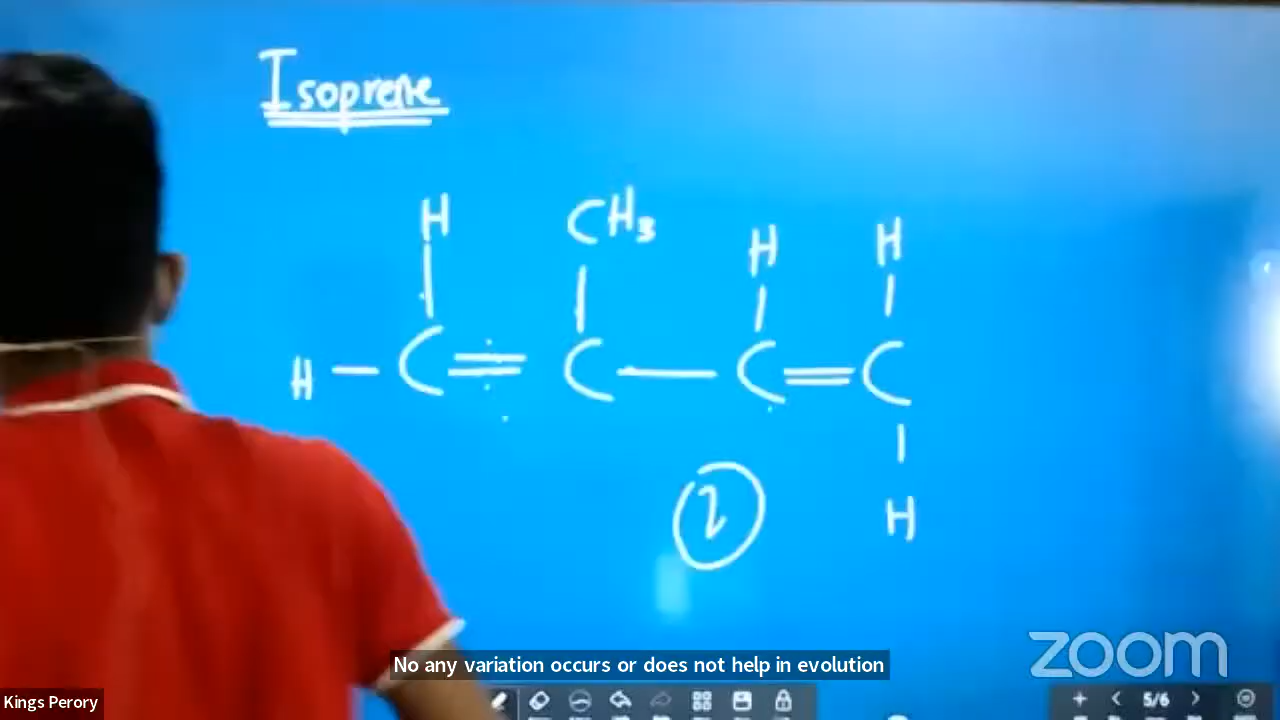 Isoprene
H CH3 H H
H — C = C — C = C
H
2
No any variation occurs or does not help in evolution
zoom
Kings Perory
5/6